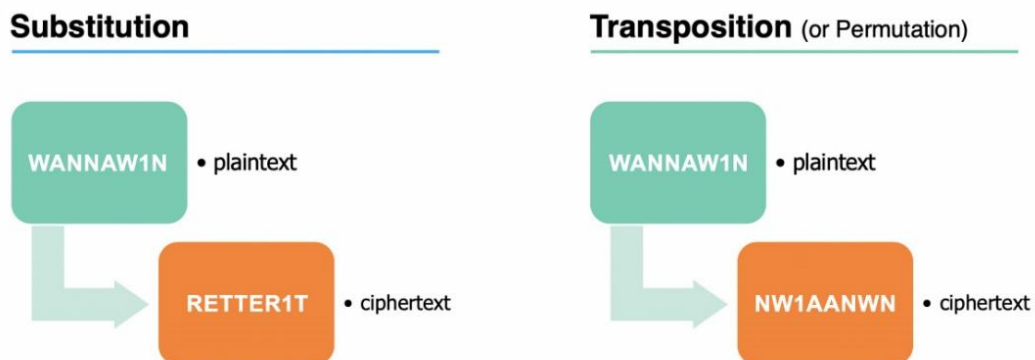 Substitution
WANNAW1N
• plaintext
RETTER1T
• ciphertext
Transposition (or Permutation)
WANNAW1N
• plaintext
NW1AANWN
• ciphertext